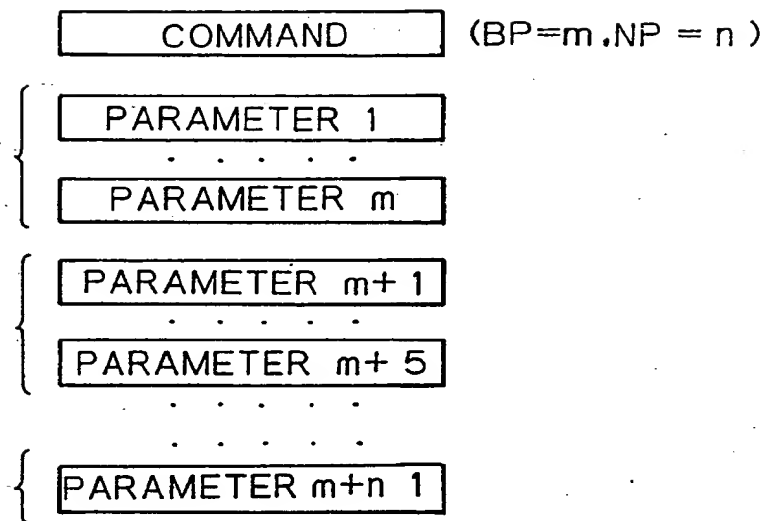 COMMAND (BP=m,NP = n )
PARAMETER 1
. . . . .
PARAMETER m
PARAMETER m+ 1
. . . . .
PARAMETER m+ 5
. . . . .
. . . . .
PARAMETER m+n 1